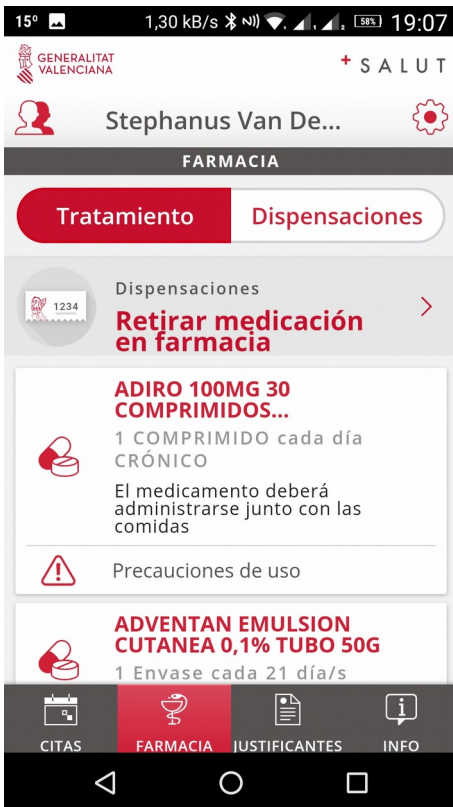 15º 1,30 kB/s 58% 19:07
GENERALITAT
VALENCIANA
+ SALUT
Stephanus Van De...
FARMACIA
Tratamiento Dispensaciones
1234
Dispensaciones
Retirar medicación
en farmacia
ADIRO 100MG 30
COMPRIMIDOS...
1 COMPRIMIDO cada día
CRÓNICO
El medicamento deberá
administrarse junto con las
comidas
Precauciones de uso
ADVENTAN EMULSION
CUTANEA 0,1% TUBO 50G
1 Envase cada 21 día/s
CITAS FARMACIA JUSTIFICANTES INFO